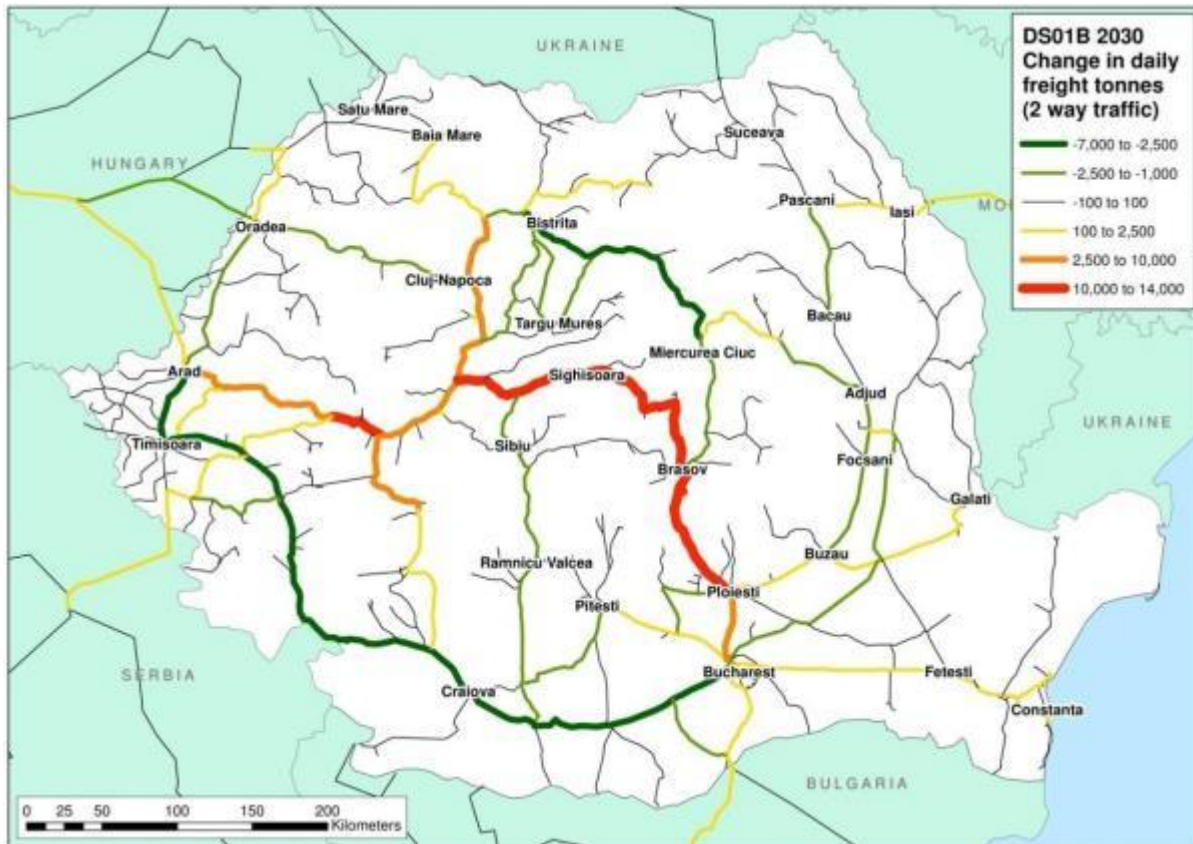 DS01B 2030
Change in daily
freight tonnes
(2 way traffic)
-7,000 to -2,500
-2,500 to -1,000
-100 to 100
100 to 2,500
2,500 to 10,000
10,000 to 14,000
UKRAINE
Satu Mare
Baia Mare
Suceava
HUNGARY
Pascani
Iasi
MO
Oradea
Bistrita
Cluj-Napoca
Targu Mures
Bacau
Miercurea Ciuc
Arad
Sighisoara
Adjud
UKRAINE
Timisoara
Sibiu
Brasov
Focsani
Galati
Ramnicu Valcea
Buzau
Ploiesti
Pitesti
SERBIA
Bucharest
Fetesti
Craiova
Constanta
BULGARIA
0 25 50 100 150 200
Kilometers